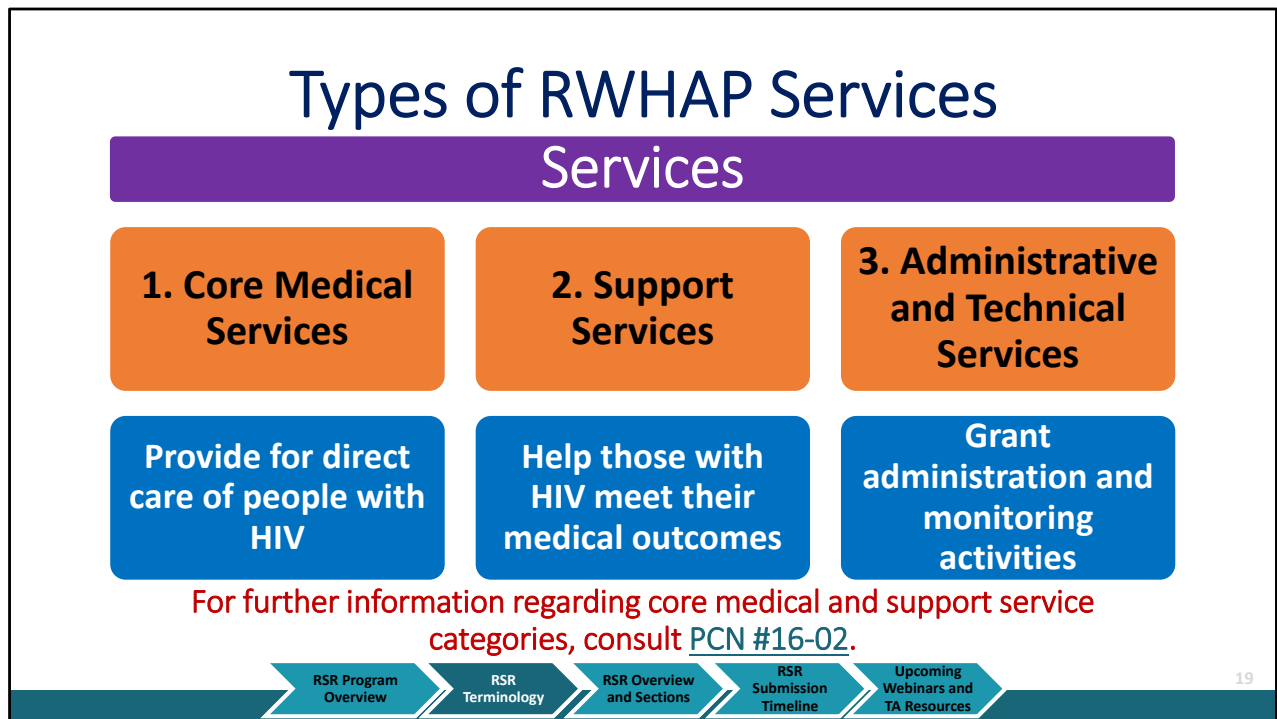 Types of RWHAP Services
Services
1. Core Medical
Services
2. Support
Services
3. Administrative
and Technical
Services
Provide for direct
care of people with
HIV
Help those with
HIV meet their
medical outcomes
Grant
administration and
monitoring
activities
For further information regarding core medical and support service
categories, consult PCN #16-02.
RSR Program
Overview
RSR
Terminology
RSR Overview
and Sections
RSR
Submission
Timeline
Upcoming
Webinars and
TA Resources
19